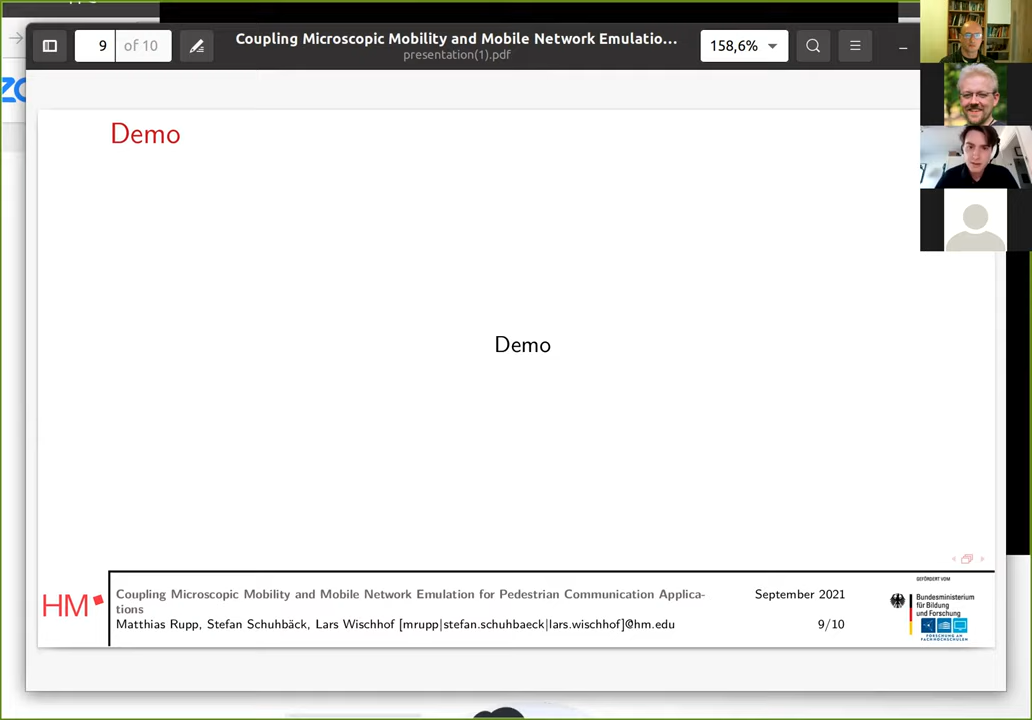 9 of 10
Coupling Microscopic Mobility and Mobile Network Emulatio...
presentation(1).pdf
158,6%
Demo
Demo
HM
Coupling Microscopic Mobility and Mobile Network Emulation for Pedestrian Communication Applica-
tions
Matthias Rupp, Stefan Schuhbäck, Lars Wischhof [mrupp|stefan.schuhbaeck|lars.wischhof]@hm.edu
September 2021
9/10
GEFÖRDERT VOM
Bundesministerium
für Bildung
und Forschung
FORSCHUNG AN
FACHHOCHSCHULEN